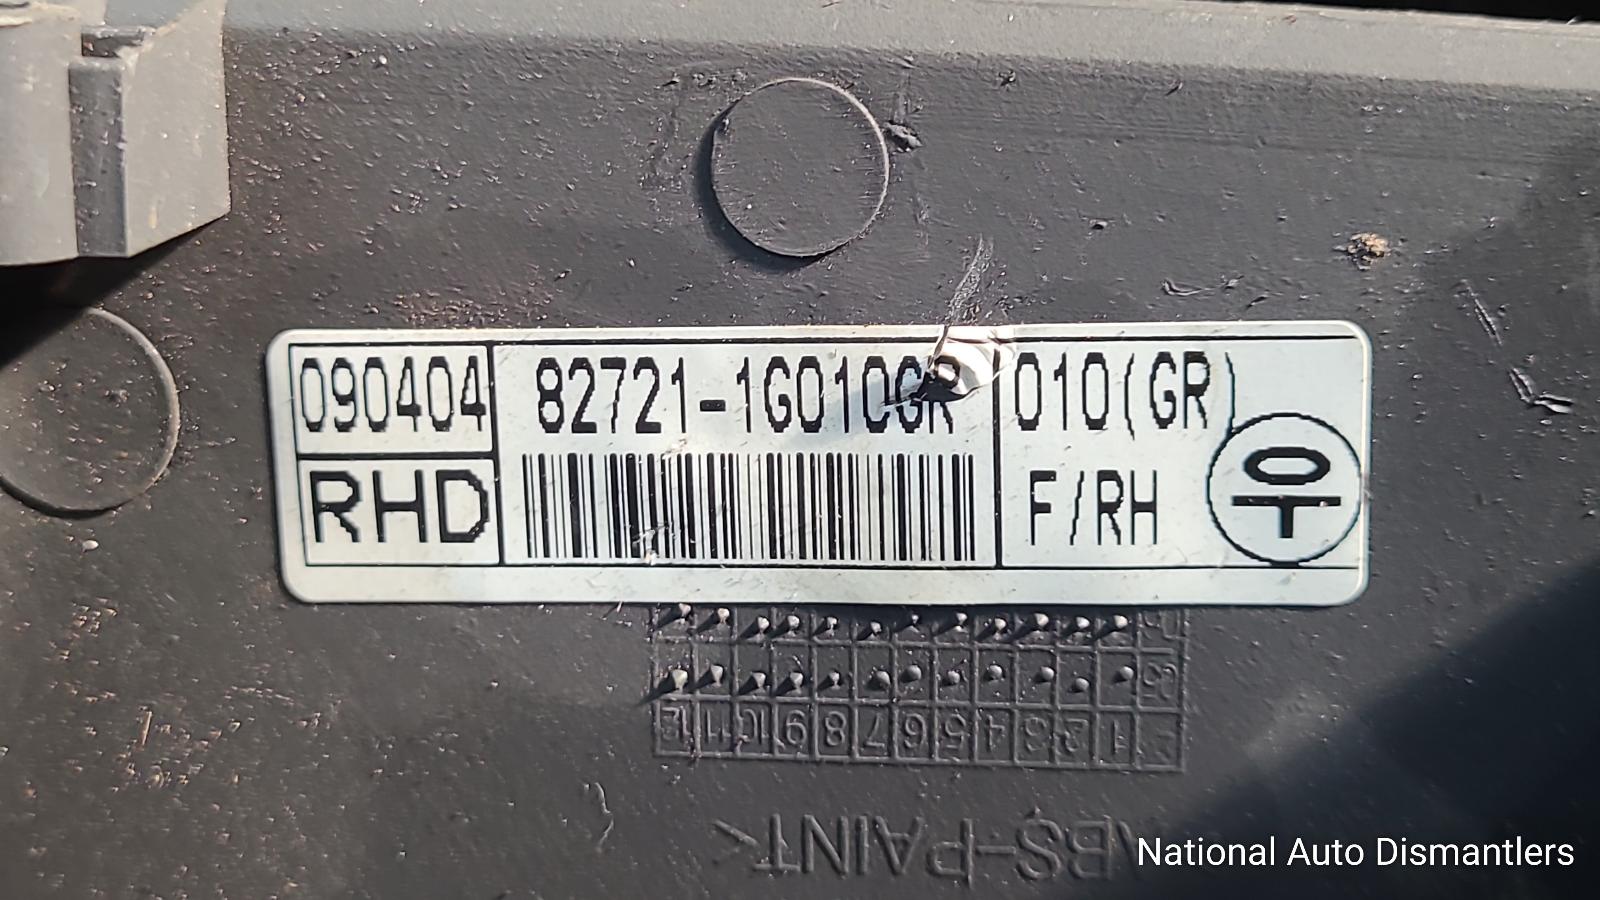 090404
82721-1G010GR
010(GR)
RHD
F/RH
OT
12 11 10 9 8 7 6 5 4 3 2 1
ABS-PAINT<
National Auto Dismantlers